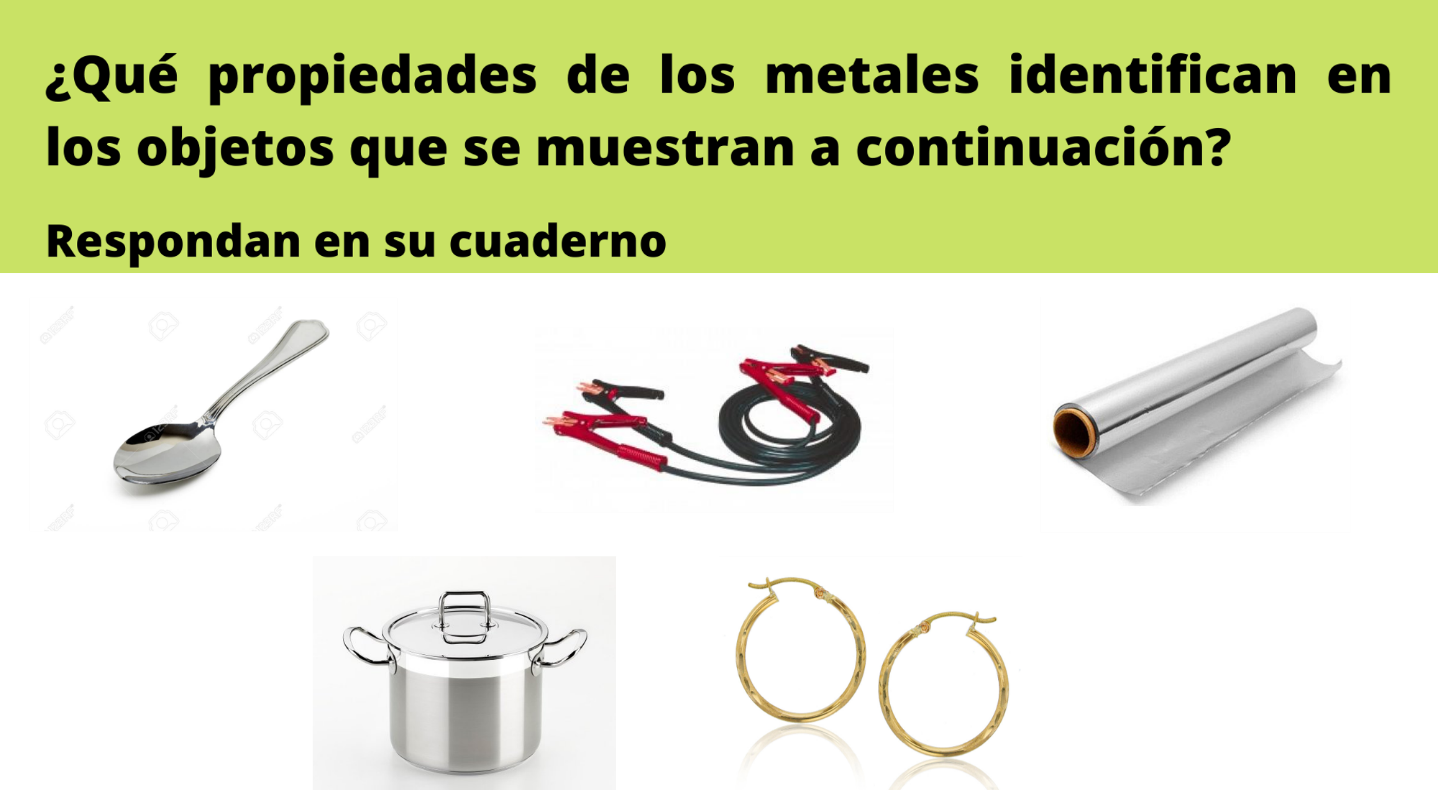 ¿Qué propiedades de los metales identifican en
los objetos que se muestran a continuación?
Respondan en su cuaderno